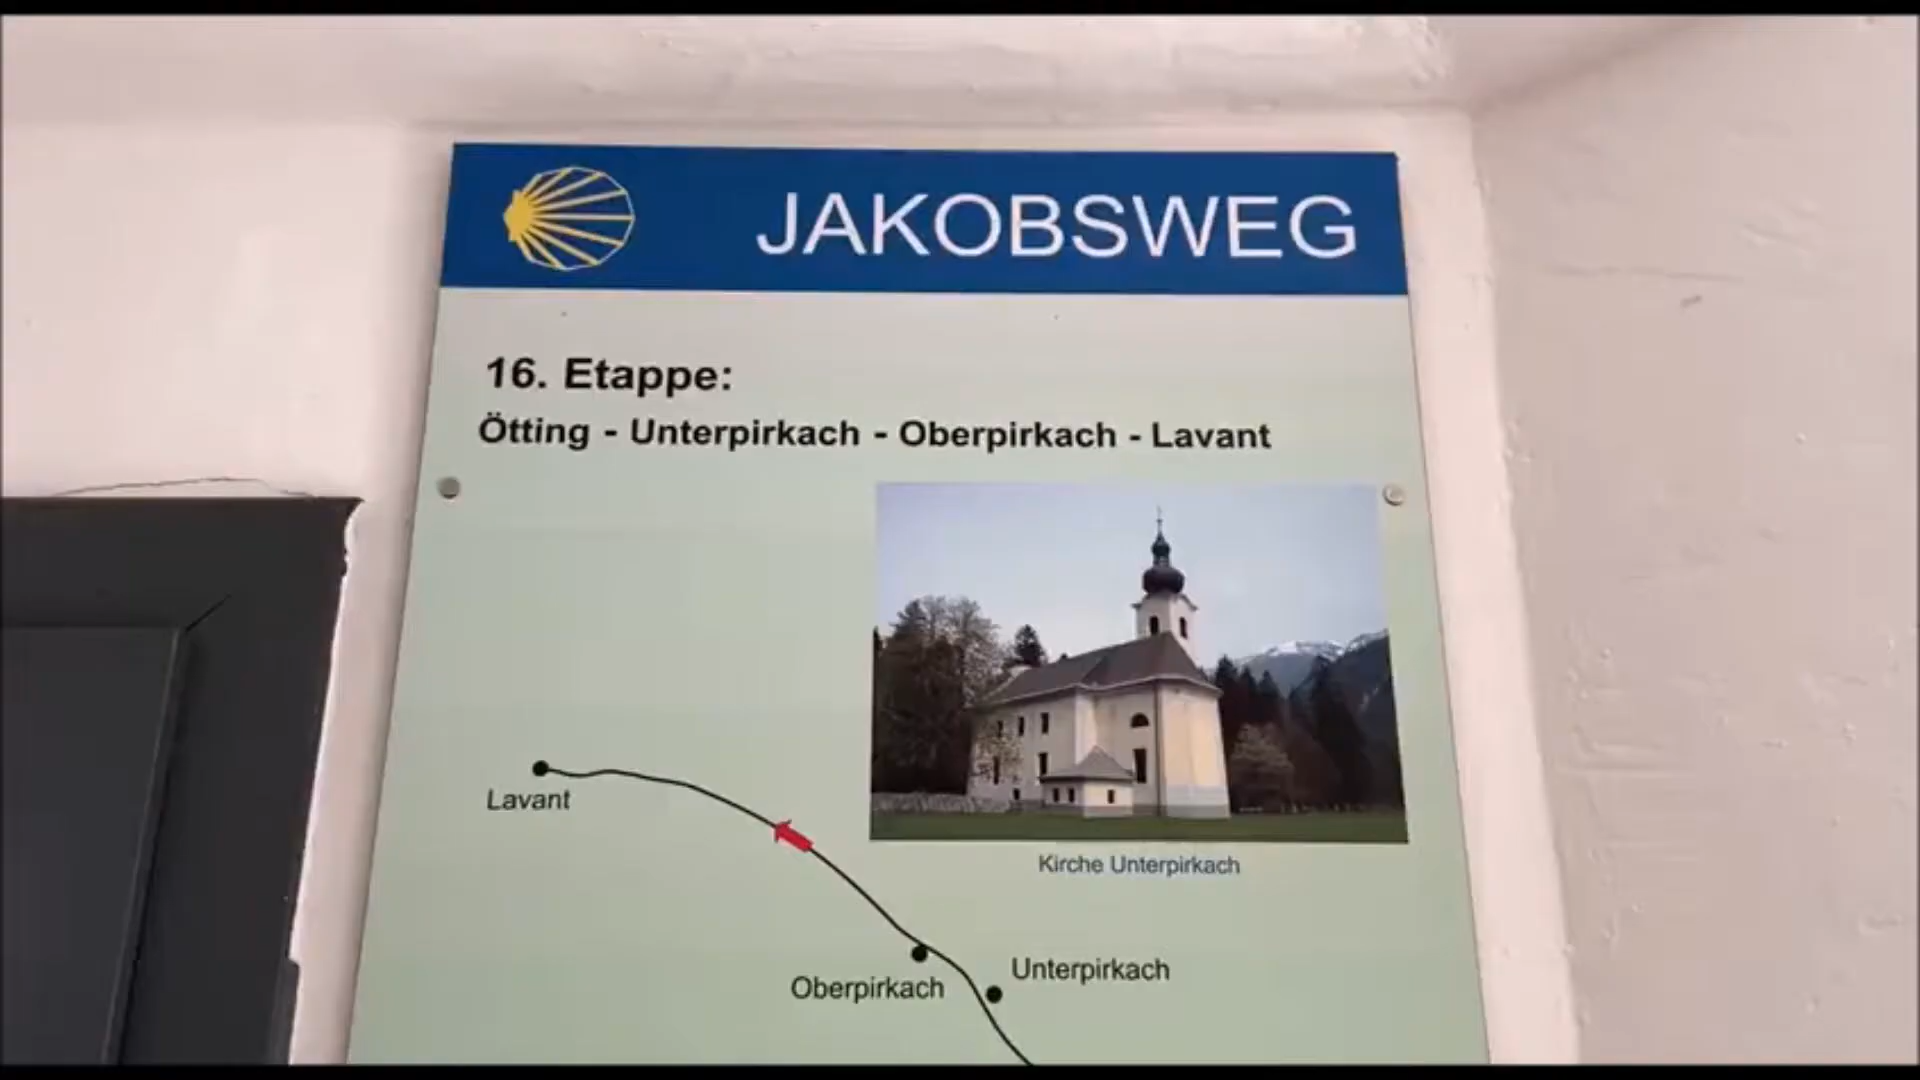 JAKOBSWEG
16. Etappe:
Ötting - Unterpirkach - Oberpirkach - Lavant
Kirche Unterpirkach
Lavant
Oberpirkach
Unterpirkach